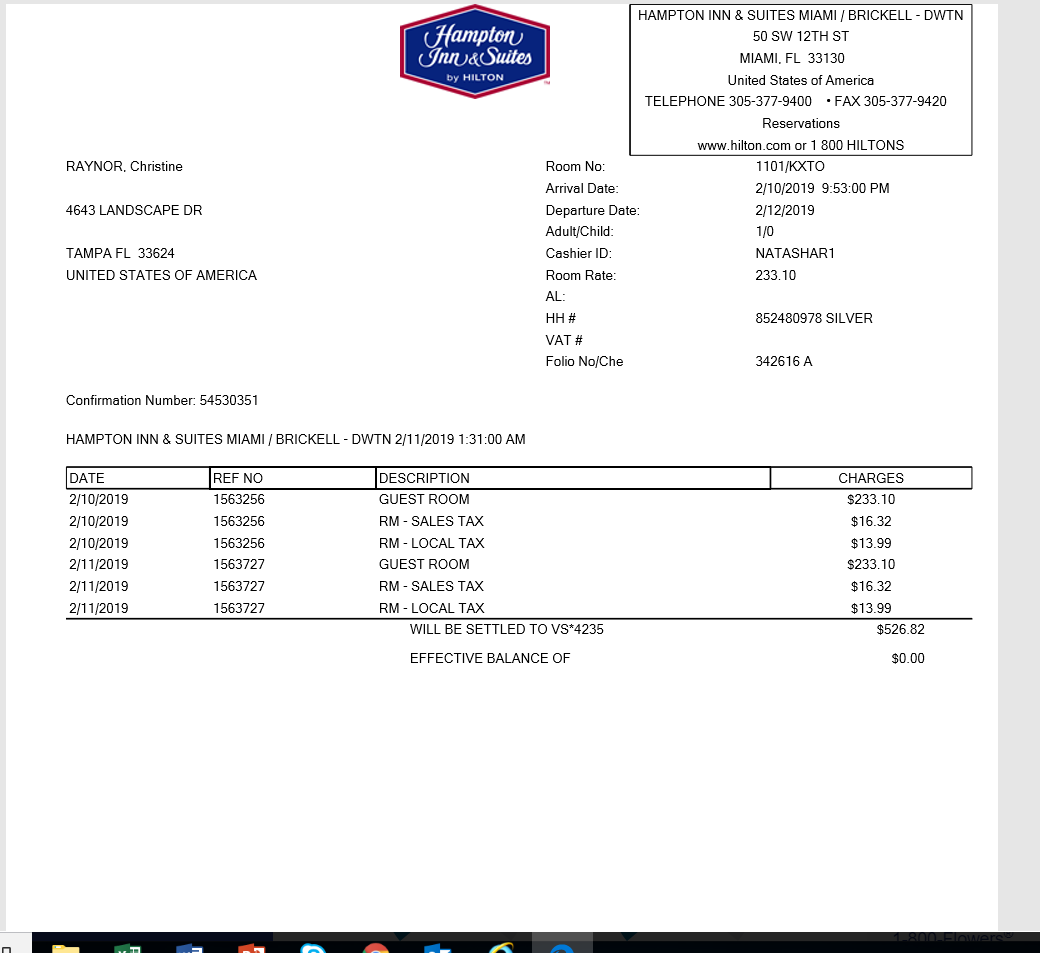 Hampton
Inn & Suites
by HILTON
™
HAMPTON INN & SUITES MIAMI / BRICKELL - DWTN
50 SW 12TH ST
MIAMI, FL 33130
United States of America
TELEPHONE 305-377-9400 • FAX 305-377-9420
Reservations
www.hilton.com or 1 800 HILTONS
RAYNOR, Christine
4643 LANDSCAPE DR
TAMPA FL 33624
UNITED STATES OF AMERICA
Room No: 1101/KXTO
Arrival Date: 2/10/2019 9:53:00 PM
Departure Date: 2/12/2019
Adult/Child: 1/0
Cashier ID: NATASHAR1
Room Rate: 233.10
AL:
HH # 852480978 SILVER
VAT #
Folio No/Che 342616 A
Confirmation Number: 54530351
HAMPTON INN & SUITES MIAMI / BRICKELL - DWTN 2/11/2019 1:31:00 AM
DATE REF NO DESCRIPTION CHARGES
2/10/2019 1563256 GUEST ROOM $233.10
2/10/2019 1563256 RM - SALES TAX $16.32
2/10/2019 1563256 RM - LOCAL TAX $13.99
2/11/2019 1563727 GUEST ROOM $233.10
2/11/2019 1563727 RM - SALES TAX $16.32
2/11/2019 1563727 RM - LOCAL TAX $13.99
WILL BE SETTLED TO VS*4235 $526.82
EFFECTIVE BALANCE OF $0.00
1-800-Flowers®